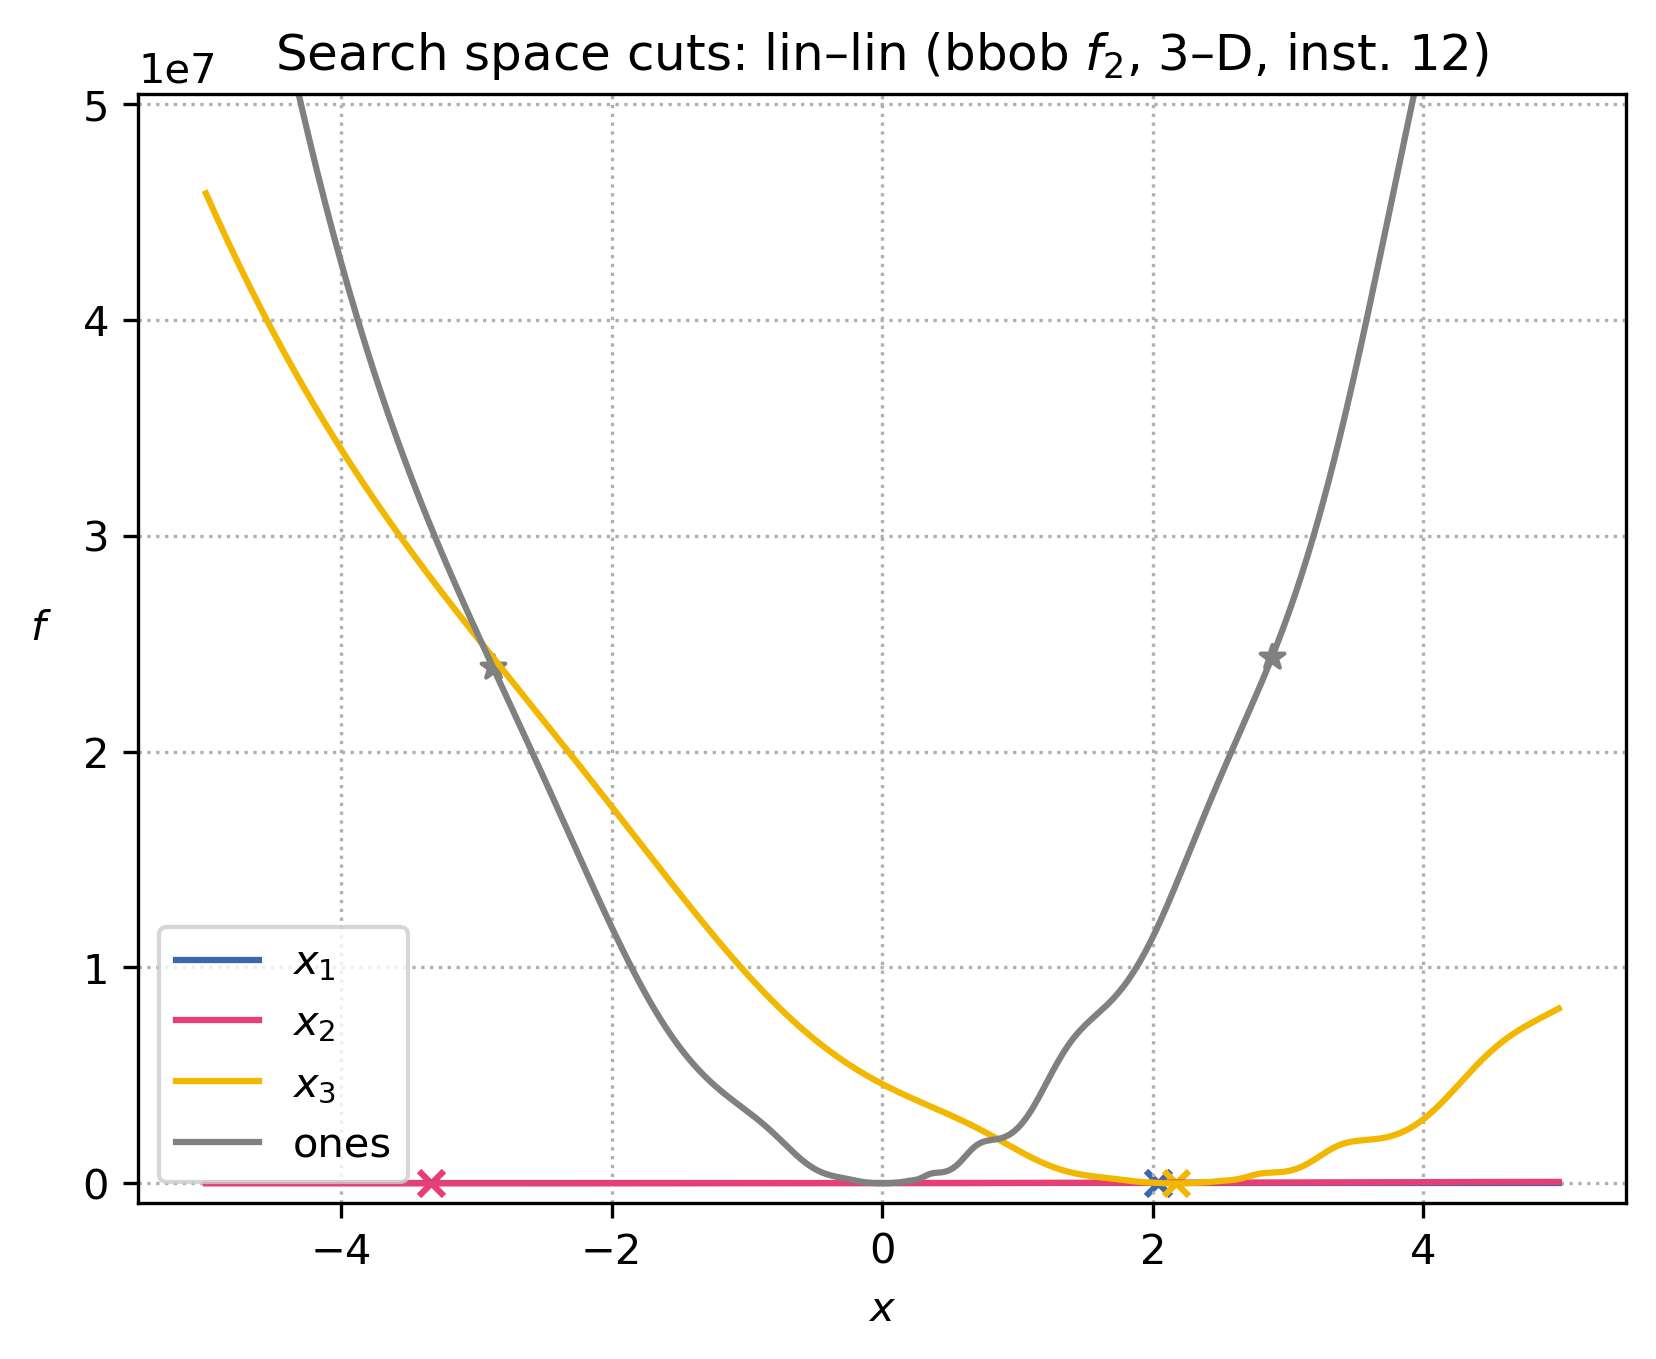 Search space cuts: lin–lin (bbob f₂, 3–D, inst. 12)
1e7
5
4
3
2
1
0
f
x₁
x₂
x₃
ones
−4
−2
0
2
4
x